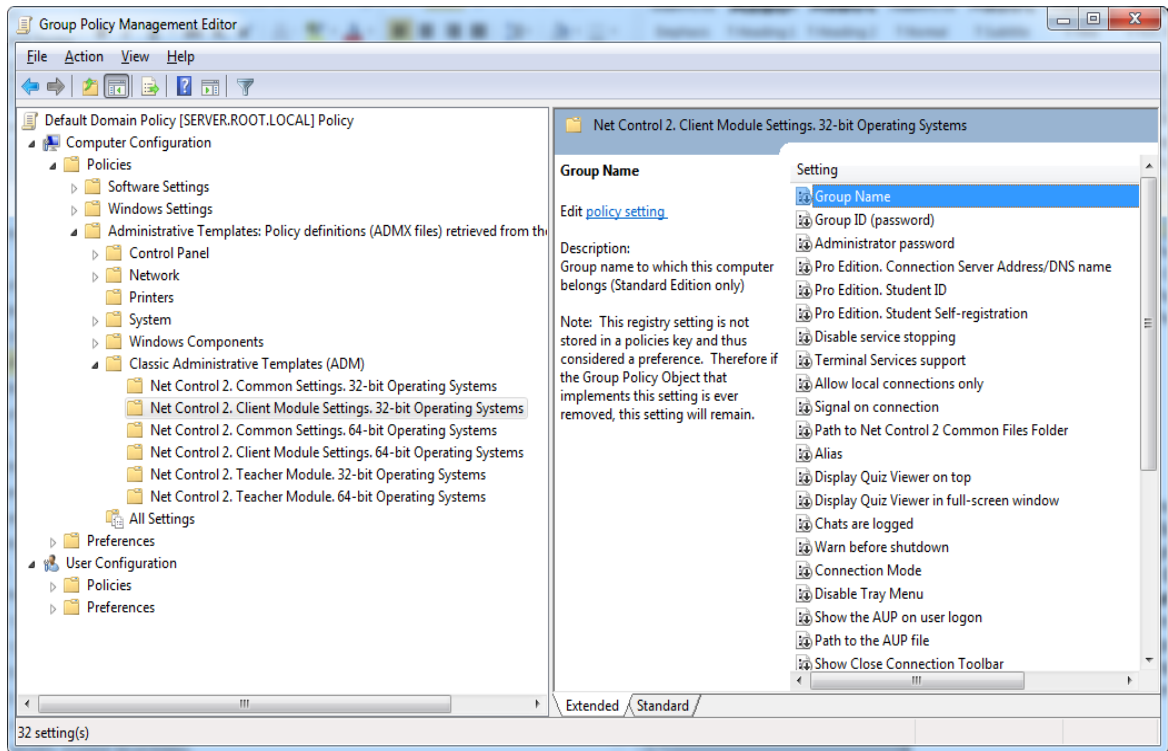 Group Policy Management Editor
File Action View Help
Default Domain Policy [SERVER.ROOT.LOCAL] Policy
Computer Configuration
Policies
Software Settings
Windows Settings
Administrative Templates: Policy definitions (ADMX files) retrieved from the
Control Panel
Network
Printers
System
Windows Components
Classic Administrative Templates (ADM)
Net Control 2. Common Settings. 32-bit Operating Systems
Net Control 2. Client Module Settings. 32-bit Operating Systems
Net Control 2. Common Settings. 64-bit Operating Systems
Net Control 2. Client Module Settings. 64-bit Operating Systems
Net Control 2. Teacher Module. 32-bit Operating Systems
Net Control 2. Teacher Module. 64-bit Operating Systems
All Settings
Preferences
User Configuration
Policies
Preferences
Net Control 2. Client Module Settings. 32-bit Operating Systems
Group Name
Edit policy setting
Description:
Group name to which this computer
belongs (Standard Edition only)
Note: This registry setting is not
stored in a policies key and thus
considered a preference. Therefore if
the Group Policy Object that
implements this setting is ever
removed, this setting will remain.
Setting
Group Name
Group ID (password)
Administrator password
Pro Edition. Connection Server Address/DNS name
Pro Edition. Student ID
Pro Edition. Student Self-registration
Disable service stopping
Terminal Services support
Allow local connections only
Signal on connection
Path to Net Control 2 Common Files Folder
Alias
Display Quiz Viewer on top
Display Quiz Viewer in full-screen window
Chats are logged
Warn before shutdown
Connection Mode
Disable Tray Menu
Show the AUP on user logon
Path to the AUP file
Show Close Connection Toolbar
Extended Standard
32 setting(s)